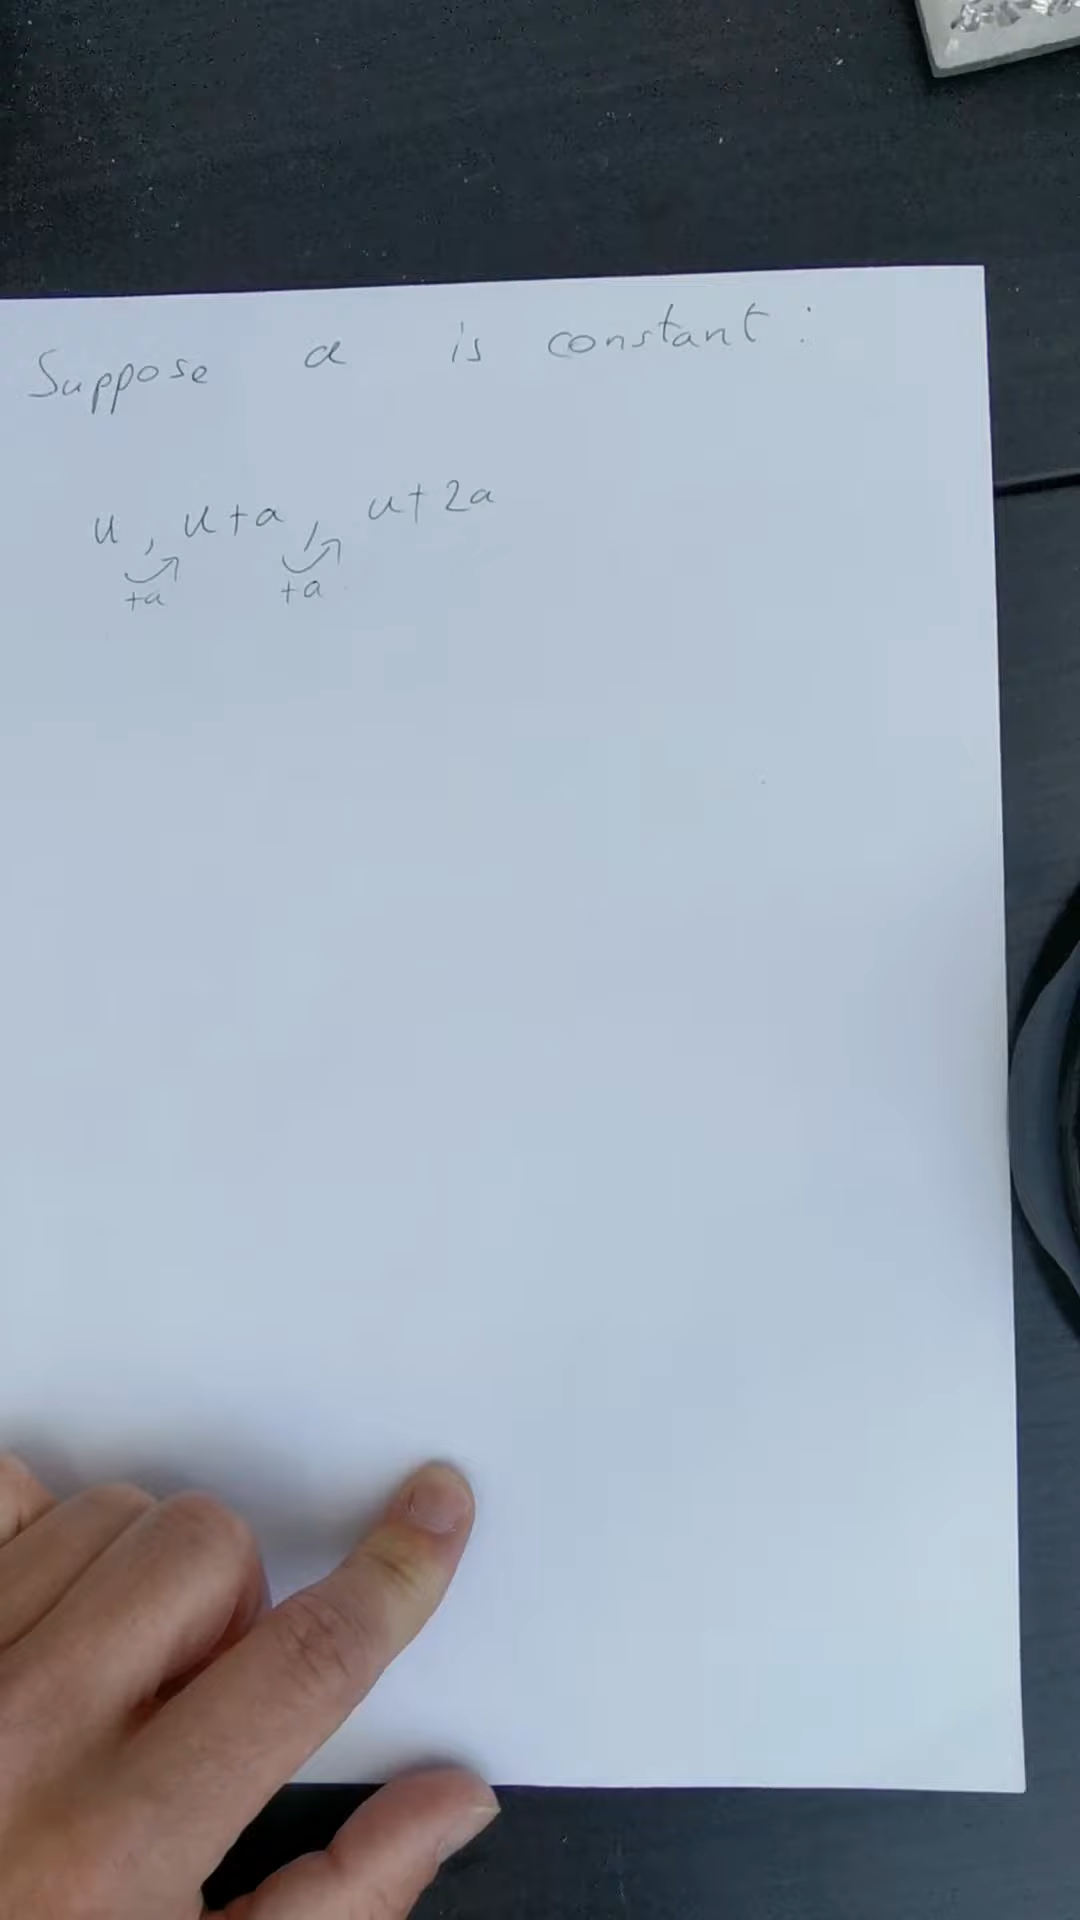 Suppose a is constant:
u, u+a, u+2a
+a +a